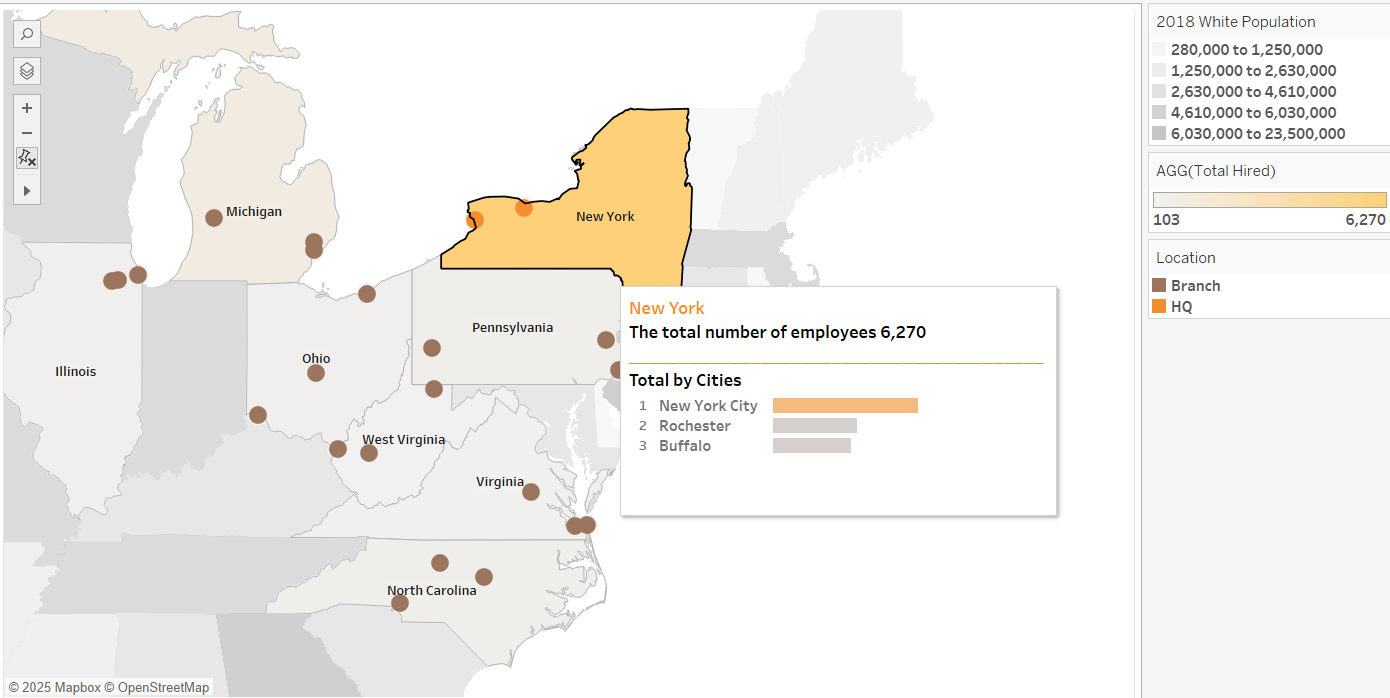 2018 White Population
280,000 to 1,250,000
1,250,000 to 2,630,000
2,630,000 to 4,610,000
4,610,000 to 6,030,000
6,030,000 to 23,500,000
AGG(Total Hired)
103 6,270
Location
Branch
HQ
Michigan
New York
Pennsylvania
Ohio
Illinois
West Virginia
Virginia
North Carolina
New York
The total number of employees 6,270
Total by Cities
1 New York City
2 Rochester
3 Buffalo
© 2025 Mapbox © OpenStreetMap